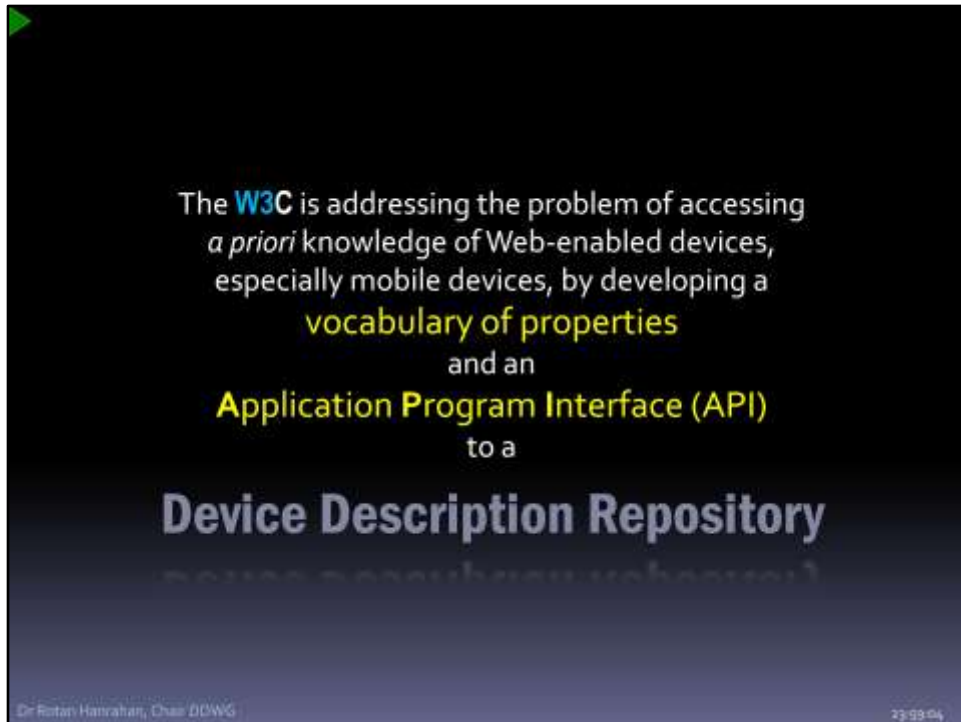 The W3C is addressing the problem of accessing
a priori knowledge of Web-enabled devices,
especially mobile devices, by developing a
vocabulary of properties
and an
Application Program Interface (API)
to a
Device Description Repository
Dr Rotan Hanrahan, Chair DDWG
23:59:04